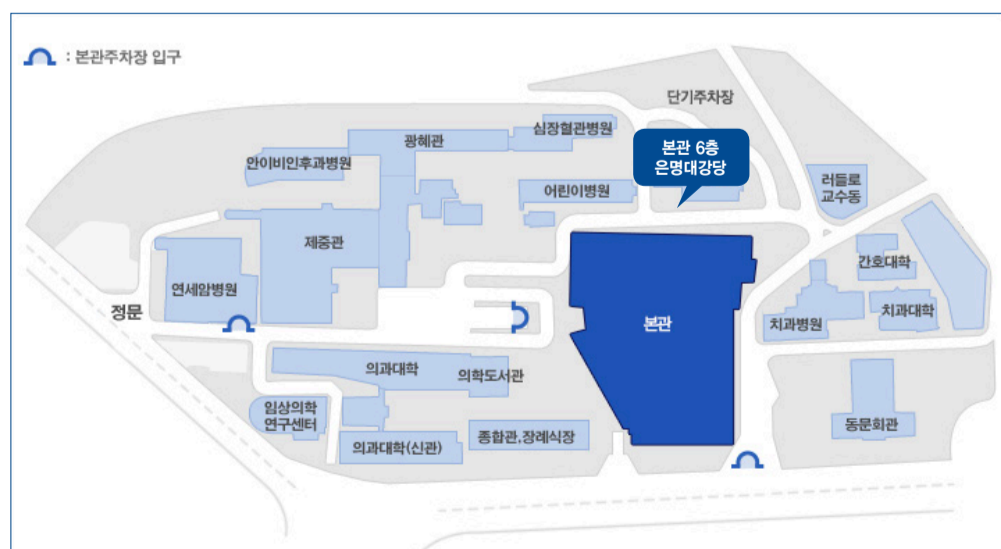 : 본관주차장 입구
단기주차장
심장혈관병원
광혜관
본관 6층
은명대강당
안이비인후과병원
어린이병원
러들로
교수동
제중관
간호대학
연세암병원
정문
본관
치과병원
치과대학
의과대학
의학도서관
임상의학
연구센터
종합관,장례식장
의과대학(신관)
동문회관